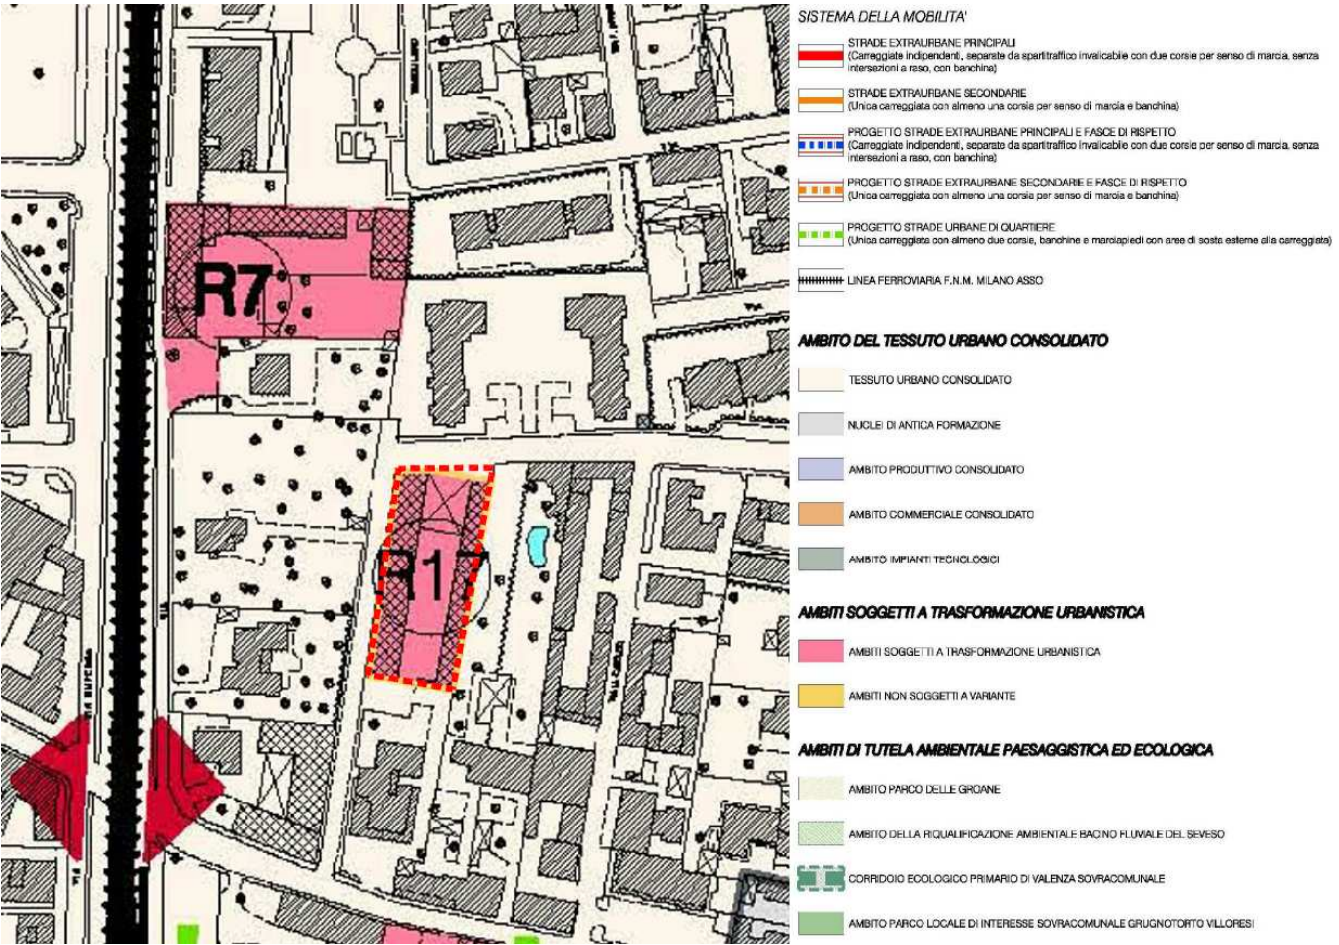 SISTEMA DELLA MOBILITA'
STRADE EXTRAURBANE PRINCIPALI
(Carreggiate indipendenti, separate da spartitraffico invalicabile con due corsie per senso di marcia, senza
intersezioni a raso, con banchina)
STRADE EXTRAURBANE SECONDARIE
(Unica carreggiata con almeno una corsia per senso di marcia e banchina)
PROGETTO STRADE EXTRAURBANE PRINCIPALI E FASCE DI RISPETTO
(Carreggiate indipendenti, separate da spartitraffico invalicabile con due corsie per senso di marcia, senza
intersezioni a raso, con banchina)
PROGETTO STRADE EXTRAURBANE SECONDARIE E FASCE DI RISPETTO
(Unica carreggiata con almeno una corsia per senso di marcia e banchina)
PROGETTO STRADE URBANE DI QUARTIERE
(Unica carreggiata con almeno due corsie, banchine e marciapiedi con aree di sosta esterne alla carreggiata)
LINEA FERROVIARIA F.N.M. MILANO ASSO
AMBITO DEL TESSUTO URBANO CONSOLIDATO
TESSUTO URBANO CONSOLIDATO
NUCLEI DI ANTICA FORMAZIONE
AMBITO PRODUTTIVO CONSOLIDATO
AMBITO COMMERCIALE CONSOLIDATO
AMBITO IMPIANTI TECNOLOGICI
AMBITI SOGGETTI A TRASFORMAZIONE URBANISTICA
AMBITI SOGGETTI A TRASFORMAZIONE URBANISTICA
AMBITI NON SOGGETTI A VARIANTE
AMBITI DI TUTELA AMBIENTALE PAESAGGISTICA ED ECOLOGICA
AMBITO PARCO DELLE GROANE
AMBITO DELLA RIQUALIFICAZIONE AMBIENTALE BACINO FLUVIALE DEL SEVESO
CORRIDOIO ECOLOGICO PRIMARIO DI VALENZA SOVRACOMUNALE
AMBITO PARCO LOCALE DI INTERESSE SOVRACOMUNALE GRUGNOTORTO VILLORESI
R7
R17
VIA
VIA